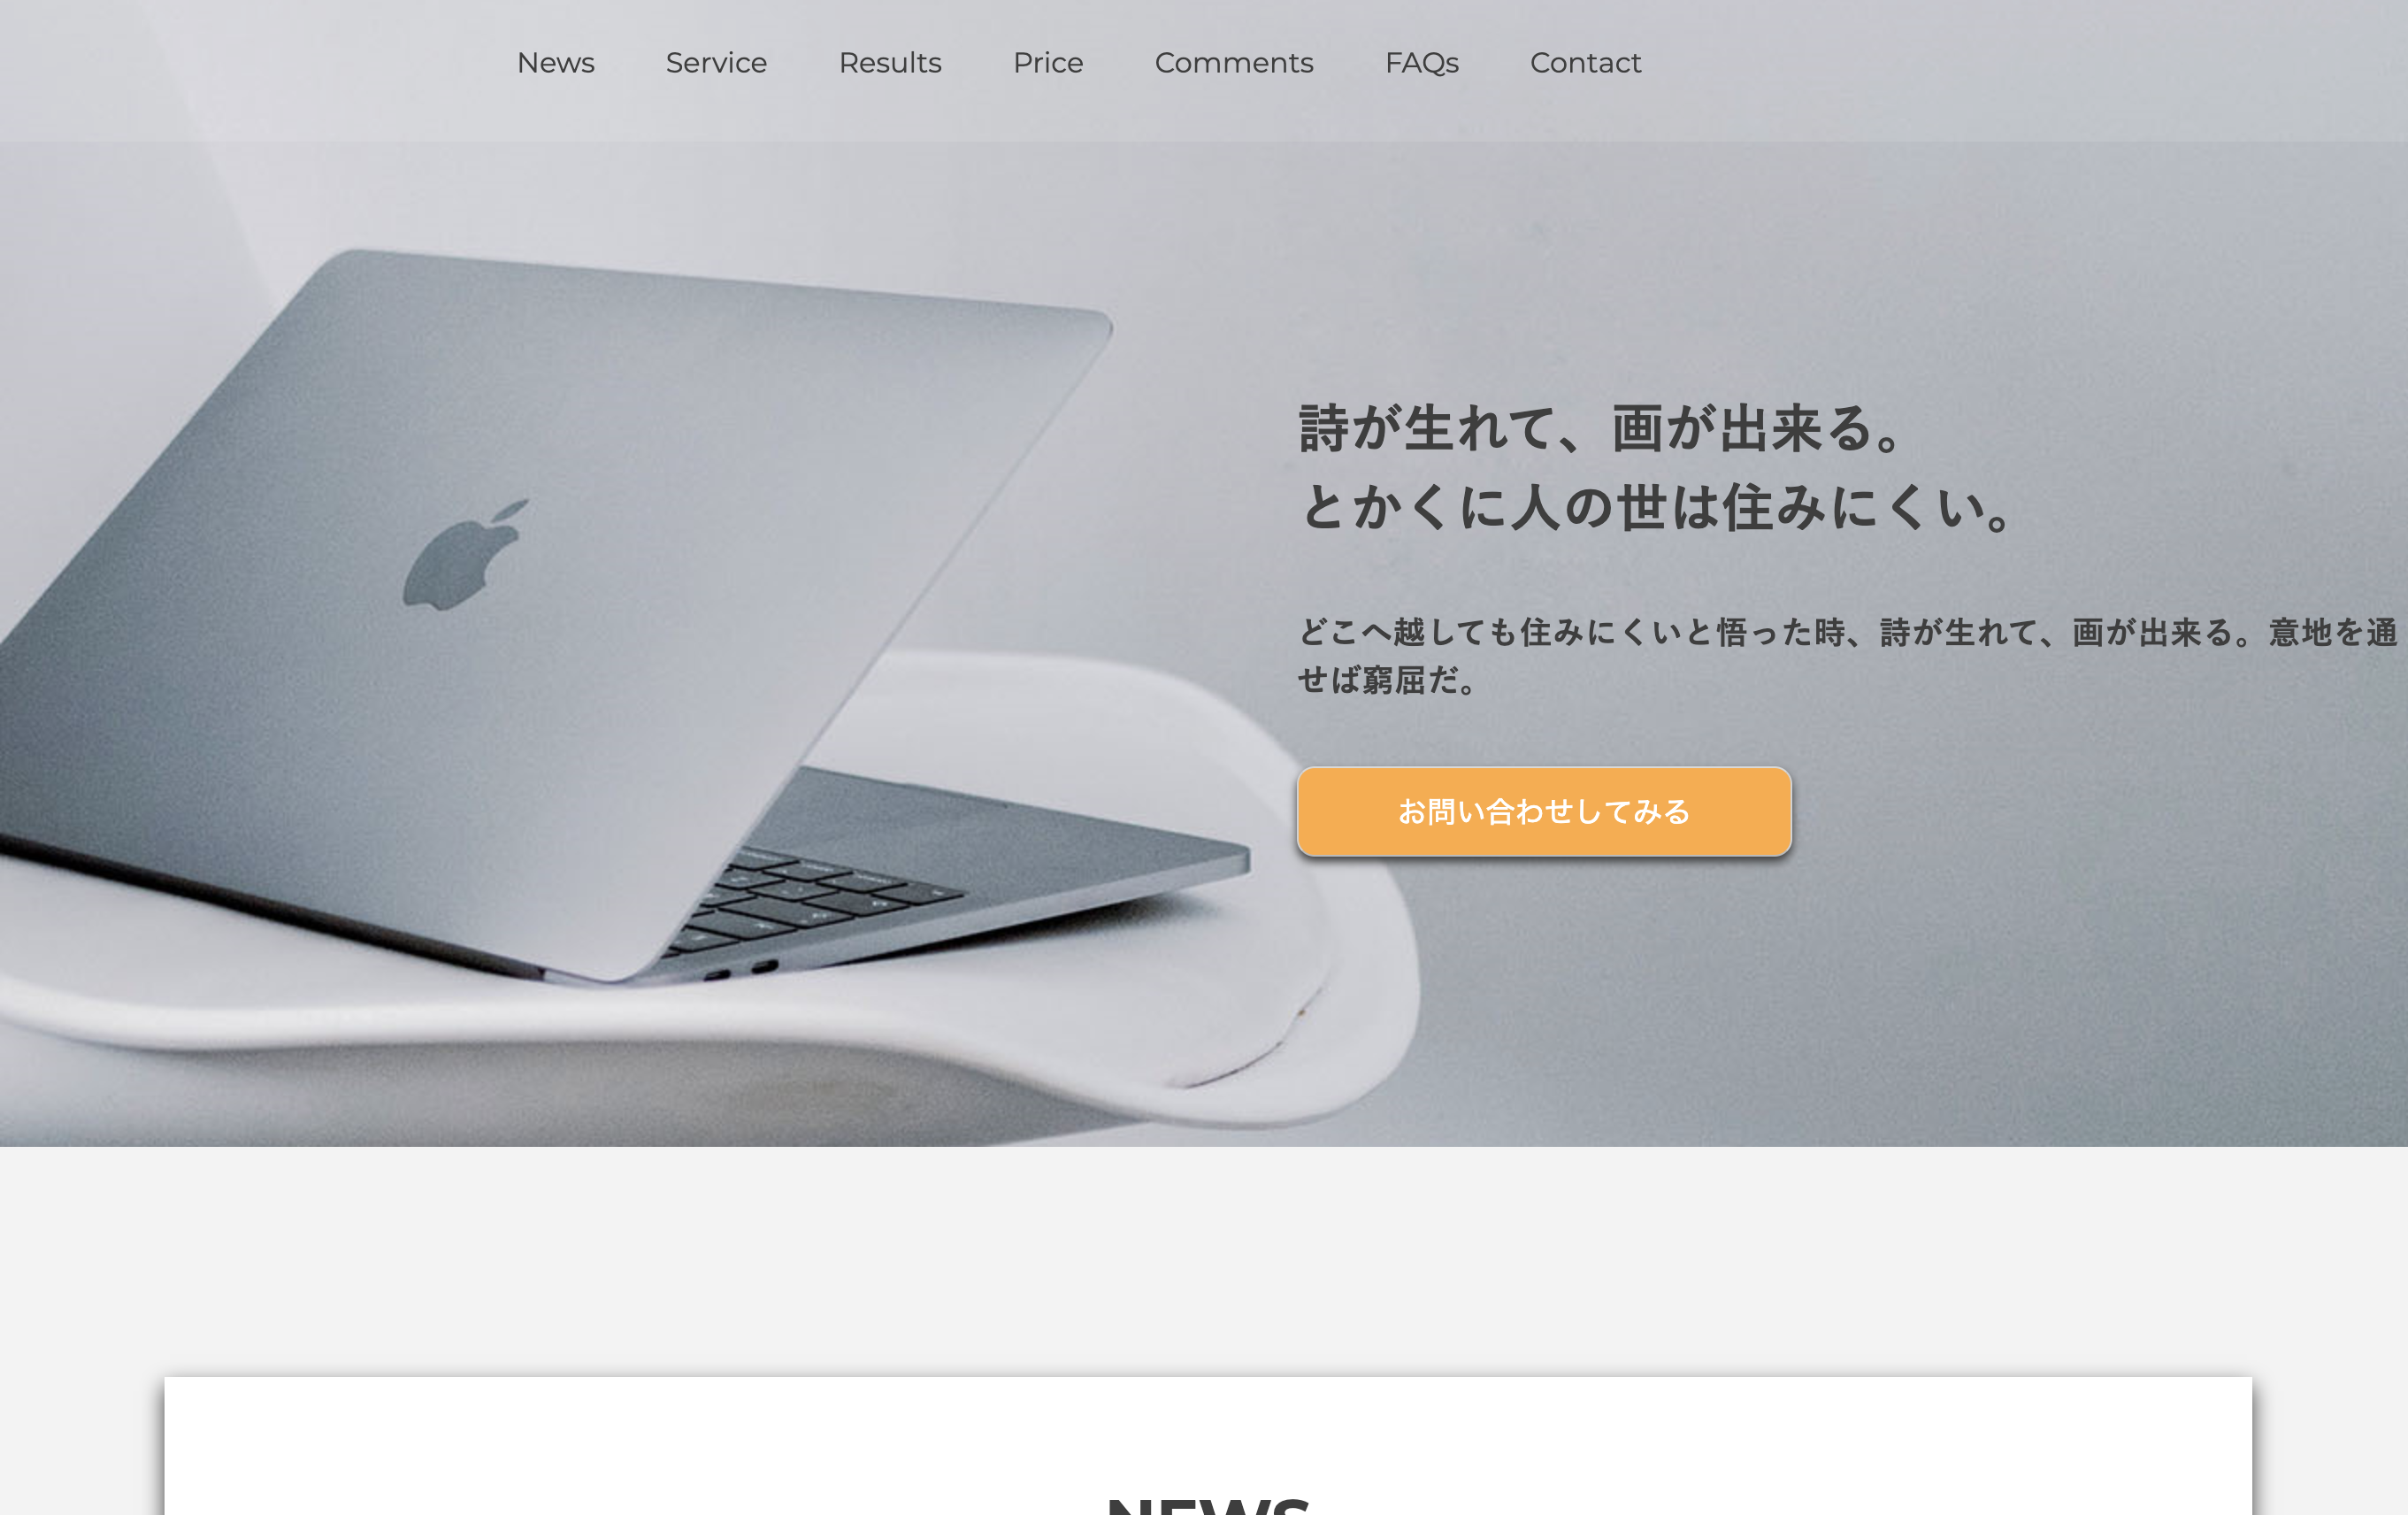 News Service Results Price Comments FAQs Contact
詩が生れて、画が出来る。
とかくに人の世は住みにくい。
どこへ越しても住みにくいと悟った時、詩が生れて、画が出来る。意地を通
せば窮屈だ。
お問い合わせしてみる
NEWS